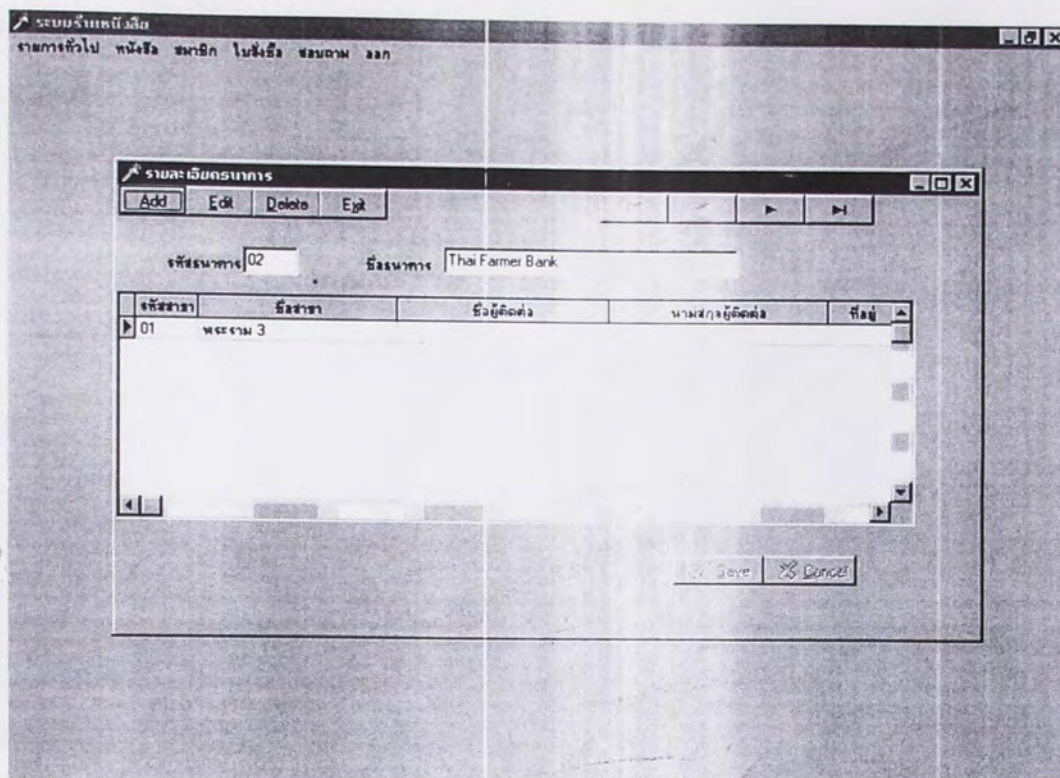 ระบบร้านหนังสือ
รายการทั่วไป หนังสือ สมาชิก ใบสั่งซื้อ สอบถาม ออก
รายละเอียดธนาคาร
Add Edit Delete Exit
รหัสธนาคาร 02 ชื่อธนาคาร Thai Farmer Bank
รหัสสาขา ชื่อสาขา ชื่อผู้ติดต่อ นามสกุลผู้ติดต่อ ที่อยู่
01 พระราม 3
Save Cancel